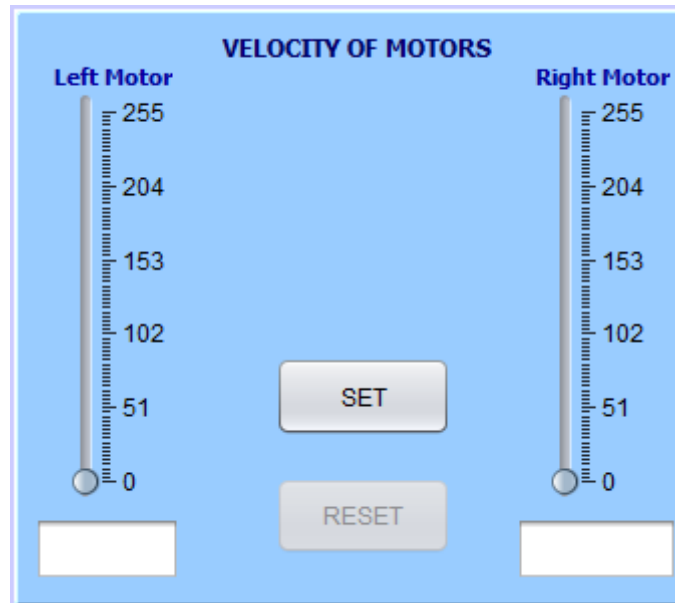 VELOCITY OF MOTORS
Left Motor
Right Motor
255
255
204
204
153
153
102
102
SET
51
51
0
0
RESET